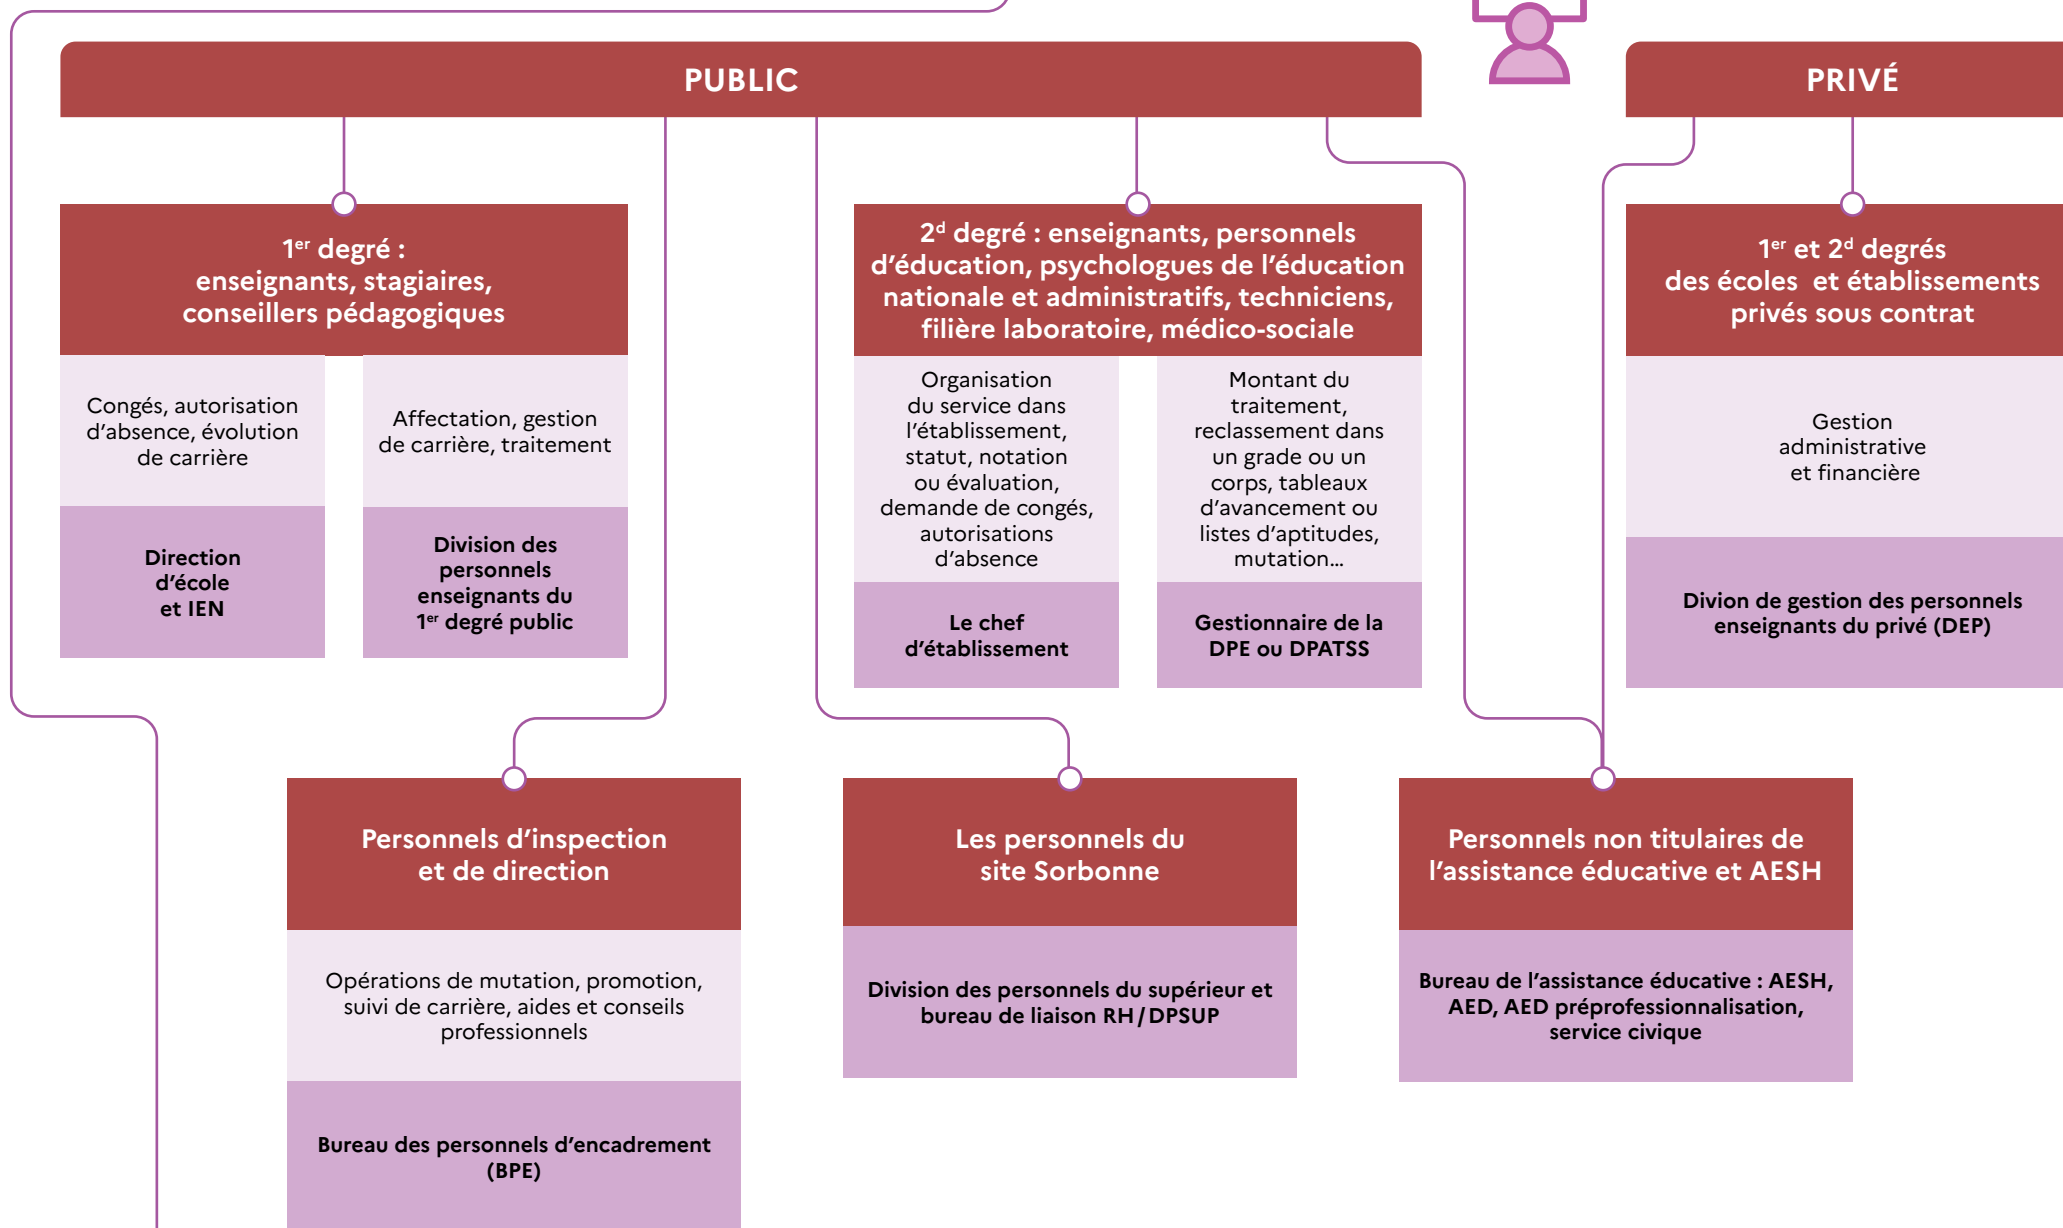 PUBLIC
PRIVÉ
1er degré :
enseignants, stagiaires,
conseillers pédagogiques
Congés, autorisation
d’absence, évolution
de carrière
Direction
d’école
et IEN
Affectation, gestion
de carrière, traitement
Division des
personnels
enseignants du
1er degré public
2d degré : enseignants, personnels
d’éducation, psychologues de l’éducation
nationale et administratifs, techniciens,
filière laboratoire, médico-sociale
Organisation
du service dans
l’établissement,
statut, notation
ou évaluation,
demande de congés,
autorisations
d’absence
Le chef
d’établissement
Montant du
traitement,
reclassement dans
un grade ou un
corps, tableaux
d’avancement ou
listes d’aptitudes,
mutation…
Gestionnaire de la
DPE ou DPATSS
1er et 2d degrés
des écoles et établissements
privés sous contrat
Gestion
administrative
et financière
Divion de gestion des personnels
enseignants du privé (DEP)
Personnels d’inspection
et de direction
Opérations de mutation, promotion,
suivi de carrière, aides et conseils
professionnels
Bureau des personnels d’encadrement
(BPE)
Les personnels du
site Sorbonne
Division des personnels du supérieur et
bureau de liaison RH / DPSUP
Personnels non titulaires de
l’assistance éducative et AESH
Bureau de l’assistance éducative : AESH,
AED, AED préprofessionnalisation,
service civique